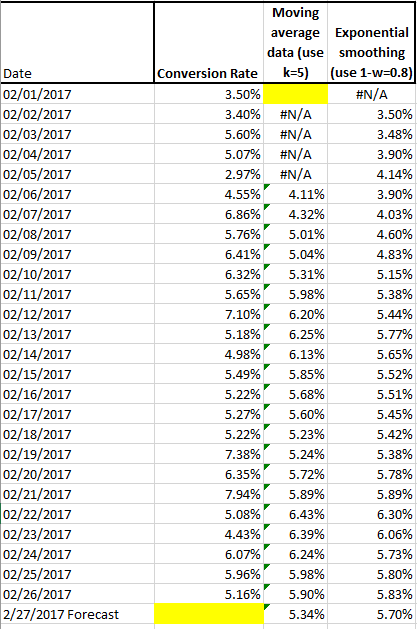 Moving
average Exponential
data (use smoothing
Date Conversion Rate k=5) (use 1-w=0.8)
02/01/2017 3.50% #N/A
02/02/2017 3.40% #N/A 3.50%
02/03/2017 5.60% #N/A 3.48%
02/04/2017 5.07% #N/A 3.90%
02/05/2017 2.97% #N/A 4.14%
02/06/2017 4.55% 4.11% 3.90%
02/07/2017 6.86% 4.32% 4.03%
02/08/2017 5.76% 5.01% 4.60%
02/09/2017 6.41% 5.04% 4.83%
02/10/2017 6.32% 5.31% 5.15%
02/11/2017 5.65% 5.98% 5.38%
02/12/2017 7.10% 6.20% 5.44%
02/13/2017 5.18% 6.25% 5.77%
02/14/2017 4.98% 6.13% 5.65%
02/15/2017 5.49% 5.85% 5.52%
02/16/2017 5.22% 5.68% 5.51%
02/17/2017 5.27% 5.60% 5.45%
02/18/2017 5.22% 5.23% 5.42%
02/19/2017 7.38% 5.24% 5.38%
02/20/2017 6.35% 5.72% 5.78%
02/21/2017 7.94% 5.89% 5.89%
02/22/2017 5.08% 6.43% 6.30%
02/23/2017 4.43% 6.39% 6.06%
02/24/2017 6.07% 6.24% 5.73%
02/25/2017 5.96% 5.98% 5.80%
02/26/2017 5.16% 5.90% 5.83%
2/27/2017 Forecast 5.34% 5.70%